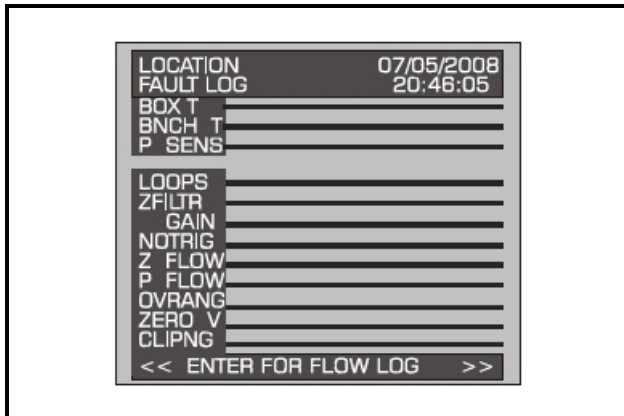 LOCATION 07/05/2008
FAULT LOG 20:46:05
BOX T
BNCH T
P SENS
LOOPS
ZFILTR
GAIN
NOTRIG
Z FLOW
P FLOW
OVRANG
ZERO V
CLIPNG
<< ENTER FOR FLOW LOG >>